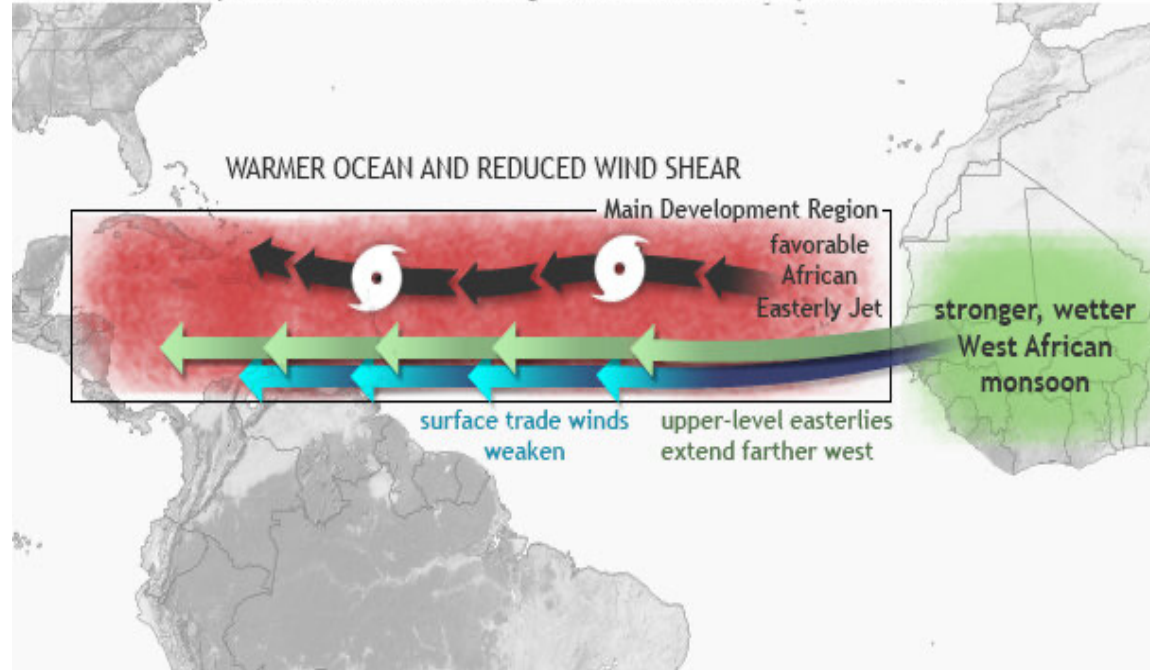 WARMER OCEAN AND REDUCED WIND SHEAR
Main Development Region
favorable
African
Easterly Jet
stronger, wetter
West African
monsoon
surface trade winds
weaken
upper-level easterlies
extend farther west